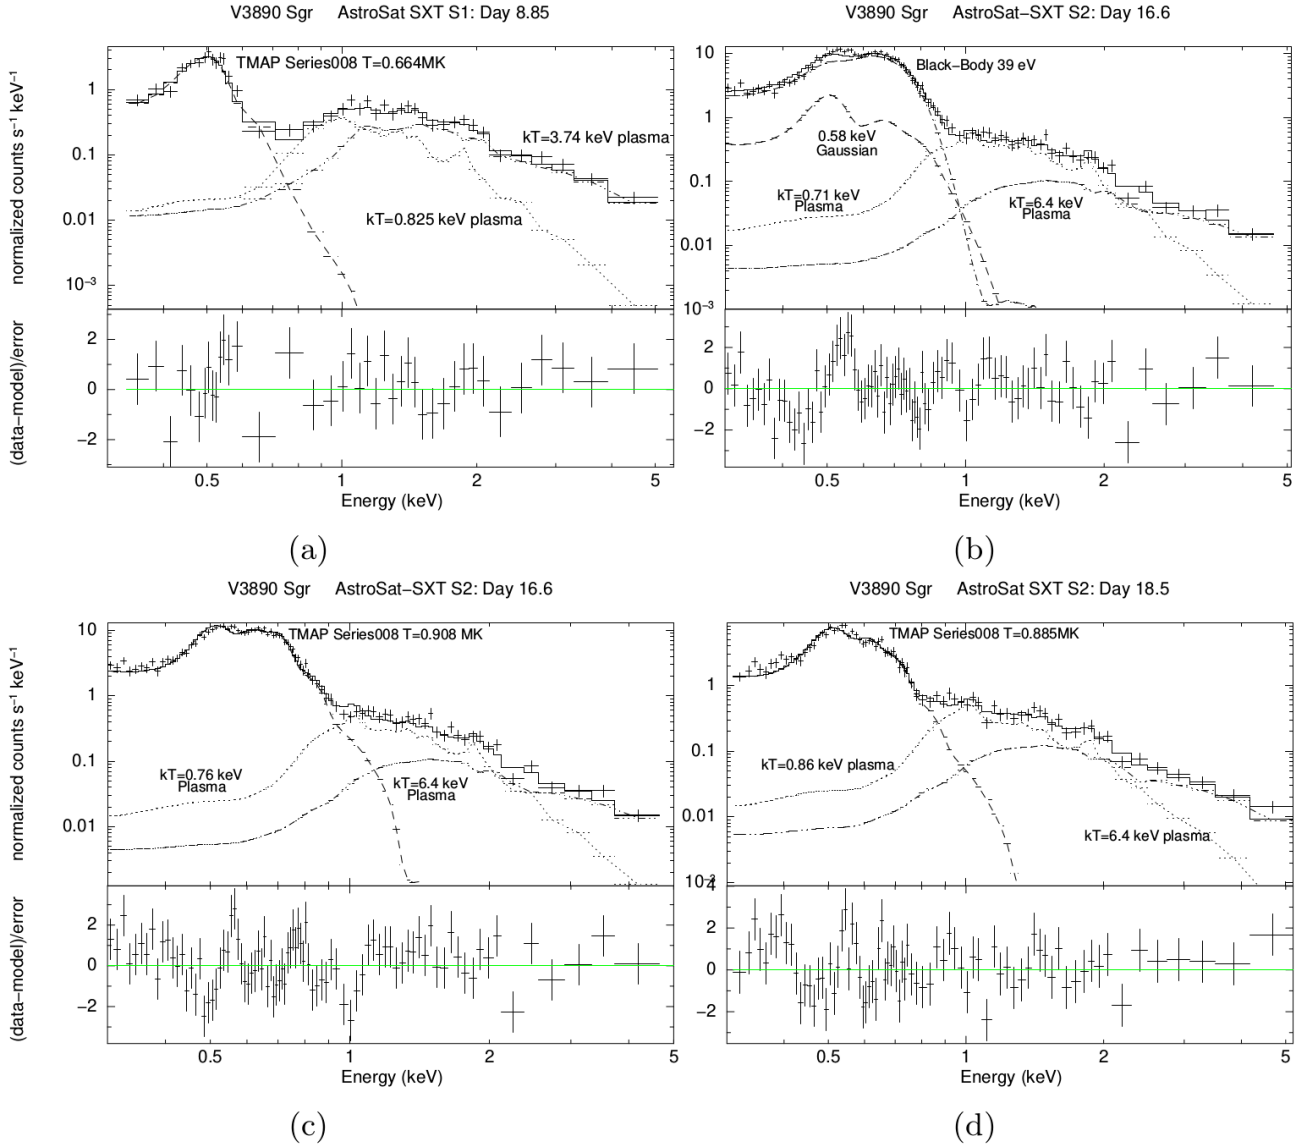 V3890 Sgr AstroSat SXT S1: Day 8.85
normalized counts s⁻¹ keV⁻¹
1
0.1
0.01
10⁻³
TMAP Series008 T=0.664MK
kT=3.74 keV plasma
kT=0.825 keV plasma
(data−model)/error
2
0
−2
0.5
1
2
5
Energy (keV)
(a)
V3890 Sgr AstroSat−SXT S2: Day 16.6
10
1
0.1
0.01
10⁻³
Black−Body 39 eV
0.58 keV
Gaussian
kT=0.71 keV
Plasma
kT=6.4 keV
Plasma
2
0
−2
0.5
1
2
5
Energy (keV)
(b)
V3890 Sgr AstroSat−SXT S2: Day 16.6
normalized counts s⁻¹ keV⁻¹
10
1
0.1
0.01
TMAP Series008 T=0.908 MK
kT=0.76 keV
Plasma
kT=6.4 keV
Plasma
(data−model)/error
2
0
−2
0.5
1
2
5
Energy (keV)
(c)
V3890 Sgr AstroSat SXT S2: Day 18.5
1
0.1
0.01
TMAP Series008 T=0.885MK
kT=0.86 keV plasma
kT=6.4 keV plasma
2
0
−2
0.5
1
2
5
Energy (keV)
(d)